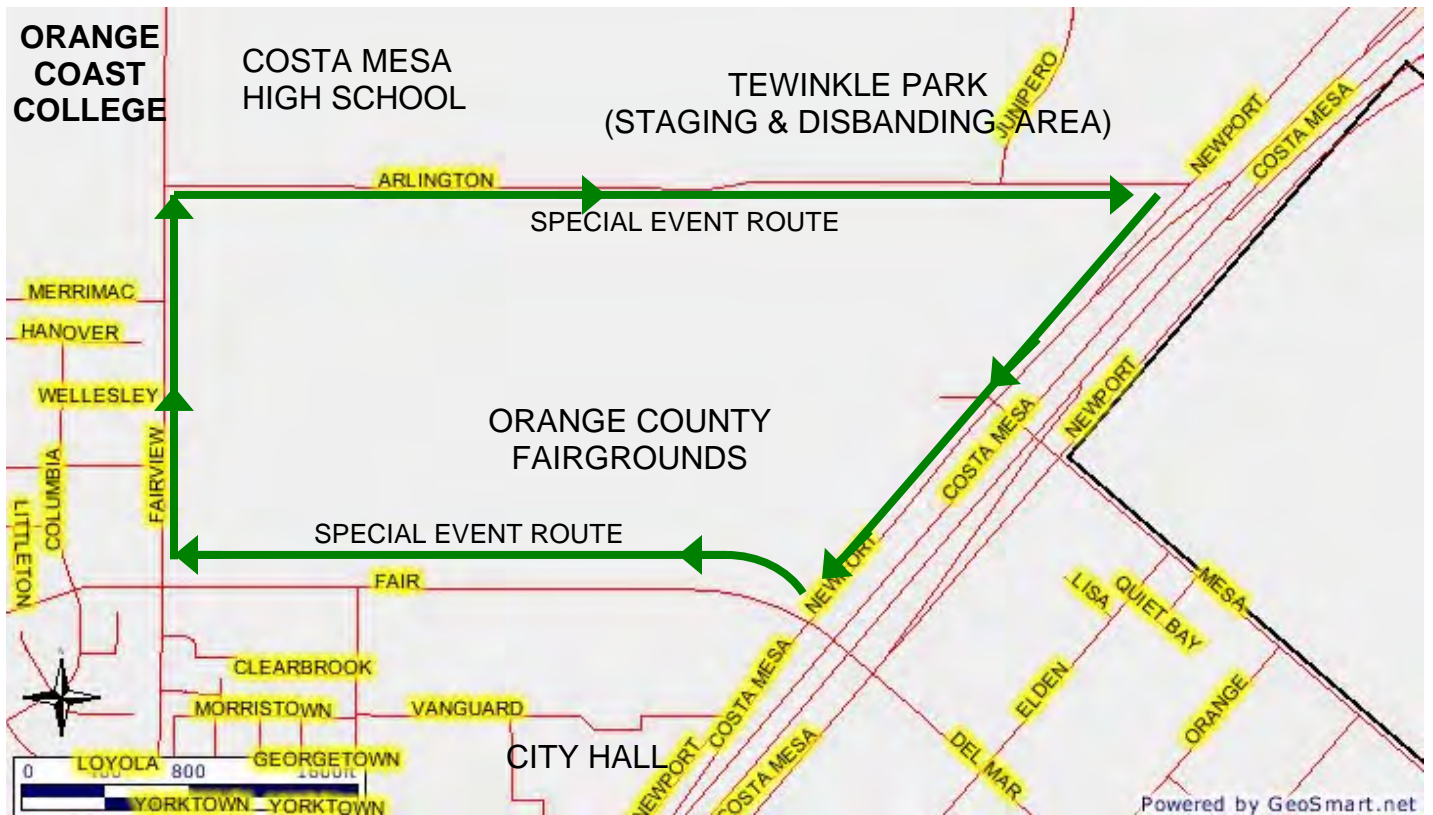 ORANGE
COAST
COLLEGE
COSTA MESA
HIGH SCHOOL
TEWINKLE PARK
(STAGING & DISBANDING AREA)
JUNIPERO
NEWPORT
COSTA MESA
ARLINGTON
SPECIAL EVENT ROUTE
MERRIMAC
HANOVER
WELLESLEY
COLUMBIA
LITTLETON
FAIRVIEW
ORANGE COUNTY
FAIRGROUNDS
COSTA MESA
NEWPORT
SPECIAL EVENT ROUTE
NEWPORT
FAIR
MESA
LISA
QUIET BAY
CLEARBROOK
MORRISTOWN
VANGUARD
COSTA MESA
ELDEN
ORANGE
CITY HALL
NEWPORT
COSTA MESA
DEL MAR
LOYOLA
GEORGETOWN
0
800
YORKTOWN
YORKTOWN
Powered by GeoSmart.net